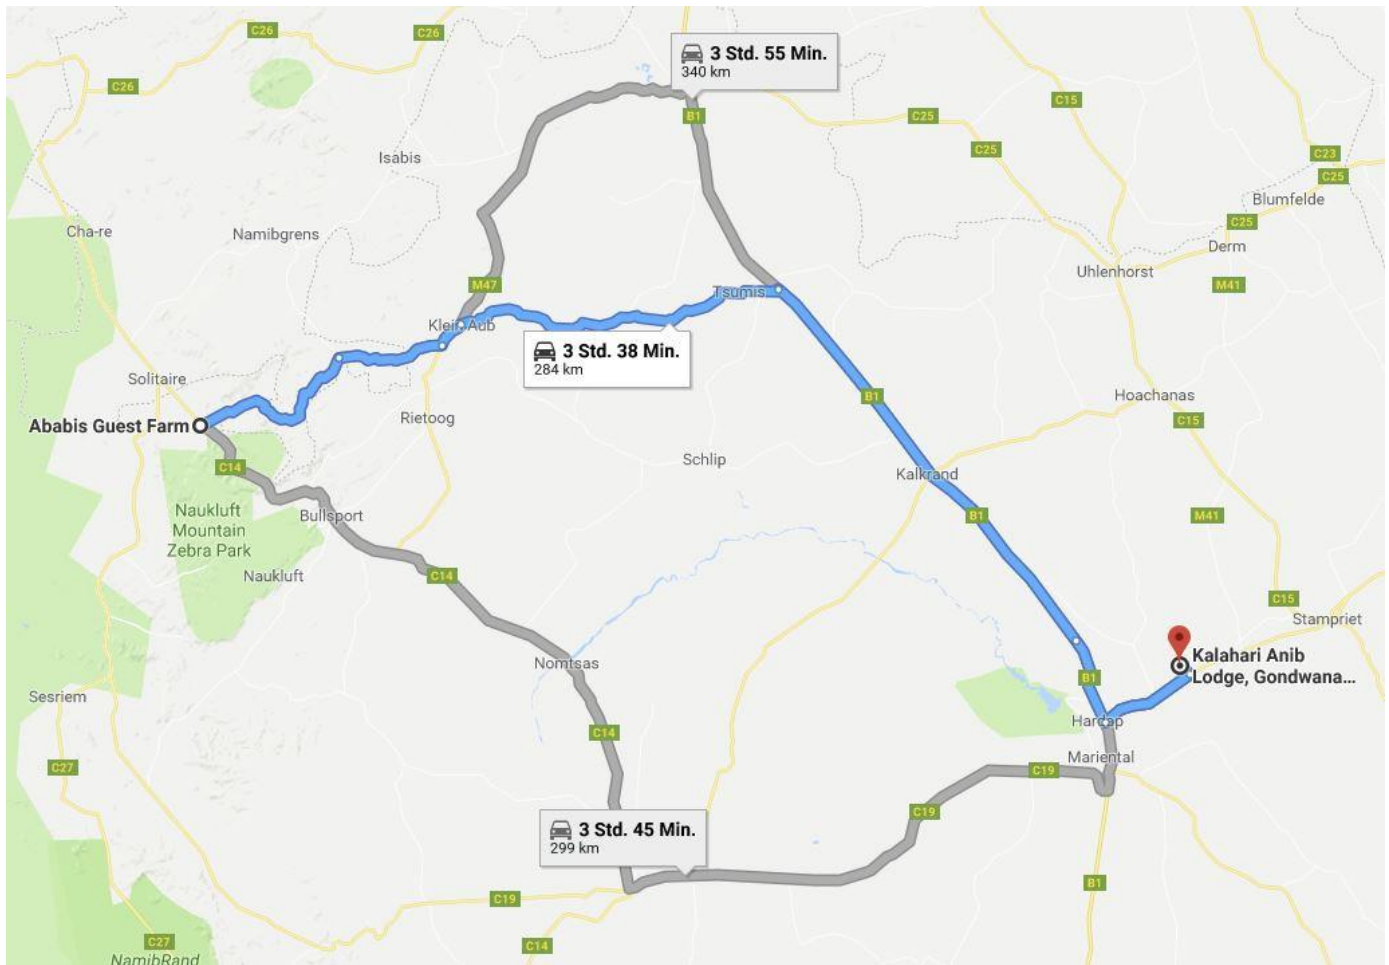 C26
C26
3 Std. 55 Min.
340 km
C26
C15
B1
C25
C25
C23
C25
Isabis
Blumfelde
C25
Cha-re
Namibgrens
Derm
Uhlenhorst
M47
M41
Tsumis
Klein Aub
3 Std. 38 Min.
284 km
Solitaire
B1
Hoachanas
Ababis Guest Farm
Rietoog
C15
C14
Schlip
Kalkrand
Naukluft
Mountain
Zebra Park
Bullsport
B1
M41
Naukluft
C14
C15
Stampriet
Nomtsas
Kalahari Anib
Lodge, Gondwana...
B1
Sesriem
Hardap
C14
Mariental
C27
C19
C19
3 Std. 45 Min.
299 km
B1
C19
C27
C14
NamibRand